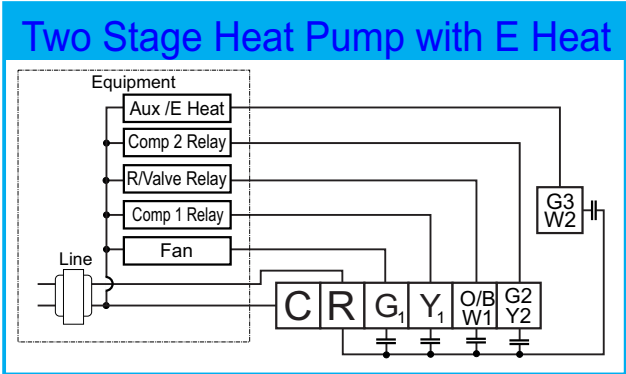 Two Stage Heat Pump with E Heat
Equipment
Aux /E Heat
Comp 2 Relay
R/Valve Relay
Comp 1 Relay
Fan
Line
G3
W2
C R G1 Y1 O/B W1 G2 Y2